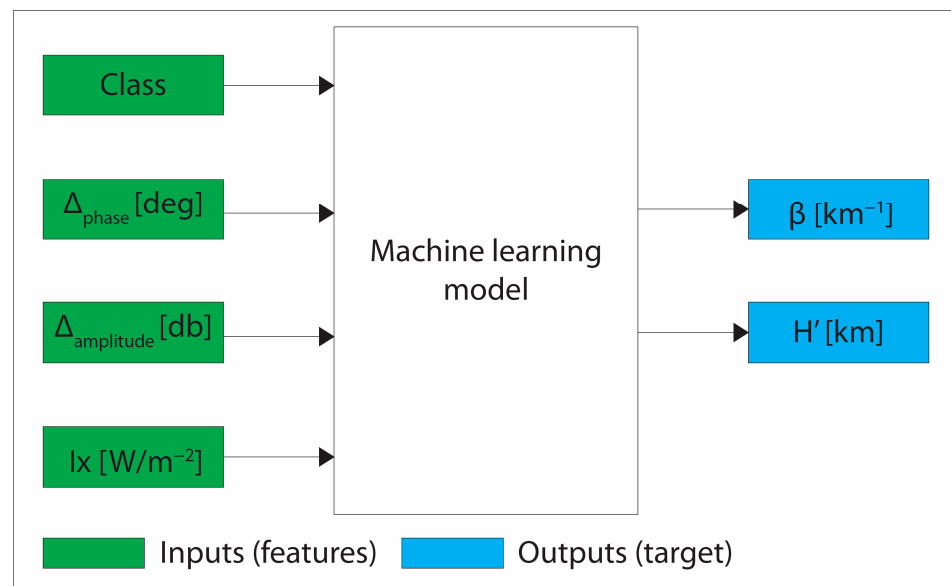 Class
Δphase [deg]
Δamplitude [db]
Ix [W/m⁻²]
Machine learning
model
β [km⁻¹]
H′ [km]
Inputs (features)
Outputs (target)